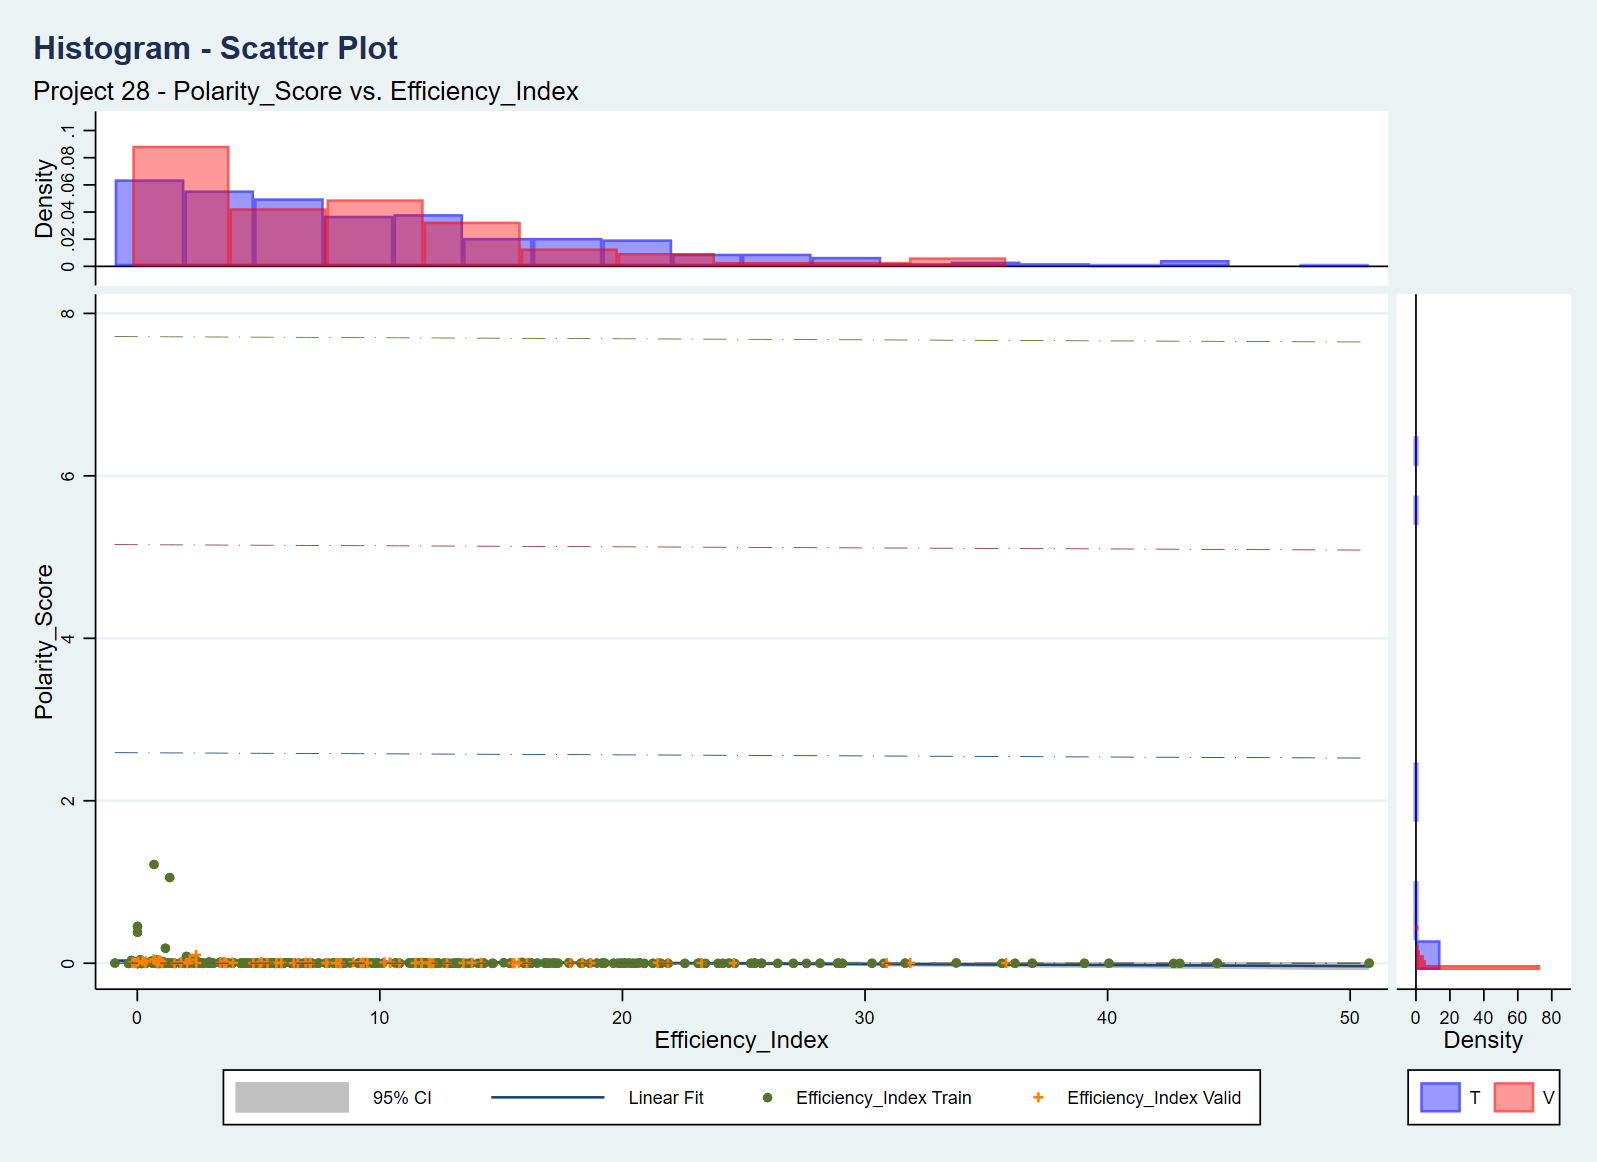 Histogram - Scatter Plot
Project 28 - Polarity_Score vs. Efficiency_Index
Density
0 .02 .04 .06 .08 .1
Polarity_Score
8
6
4
2
0
0 10 20 30 40 50
Efficiency_Index
0 20 40 60 80
Density
95% CI Linear Fit Efficiency_Index Train Efficiency_Index Valid
T V